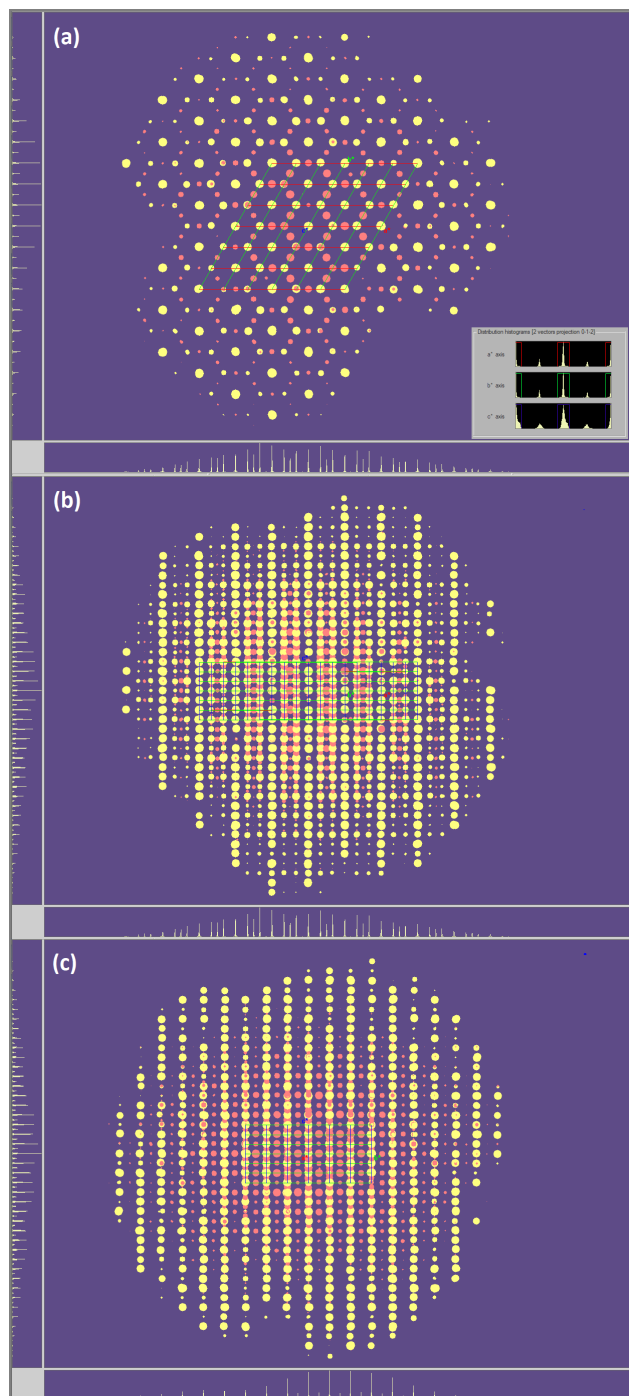 (a)
Distribution histograms [2 vectors projection 0-1-2]
a* axis
b* axis
c* axis
(b)
(c)